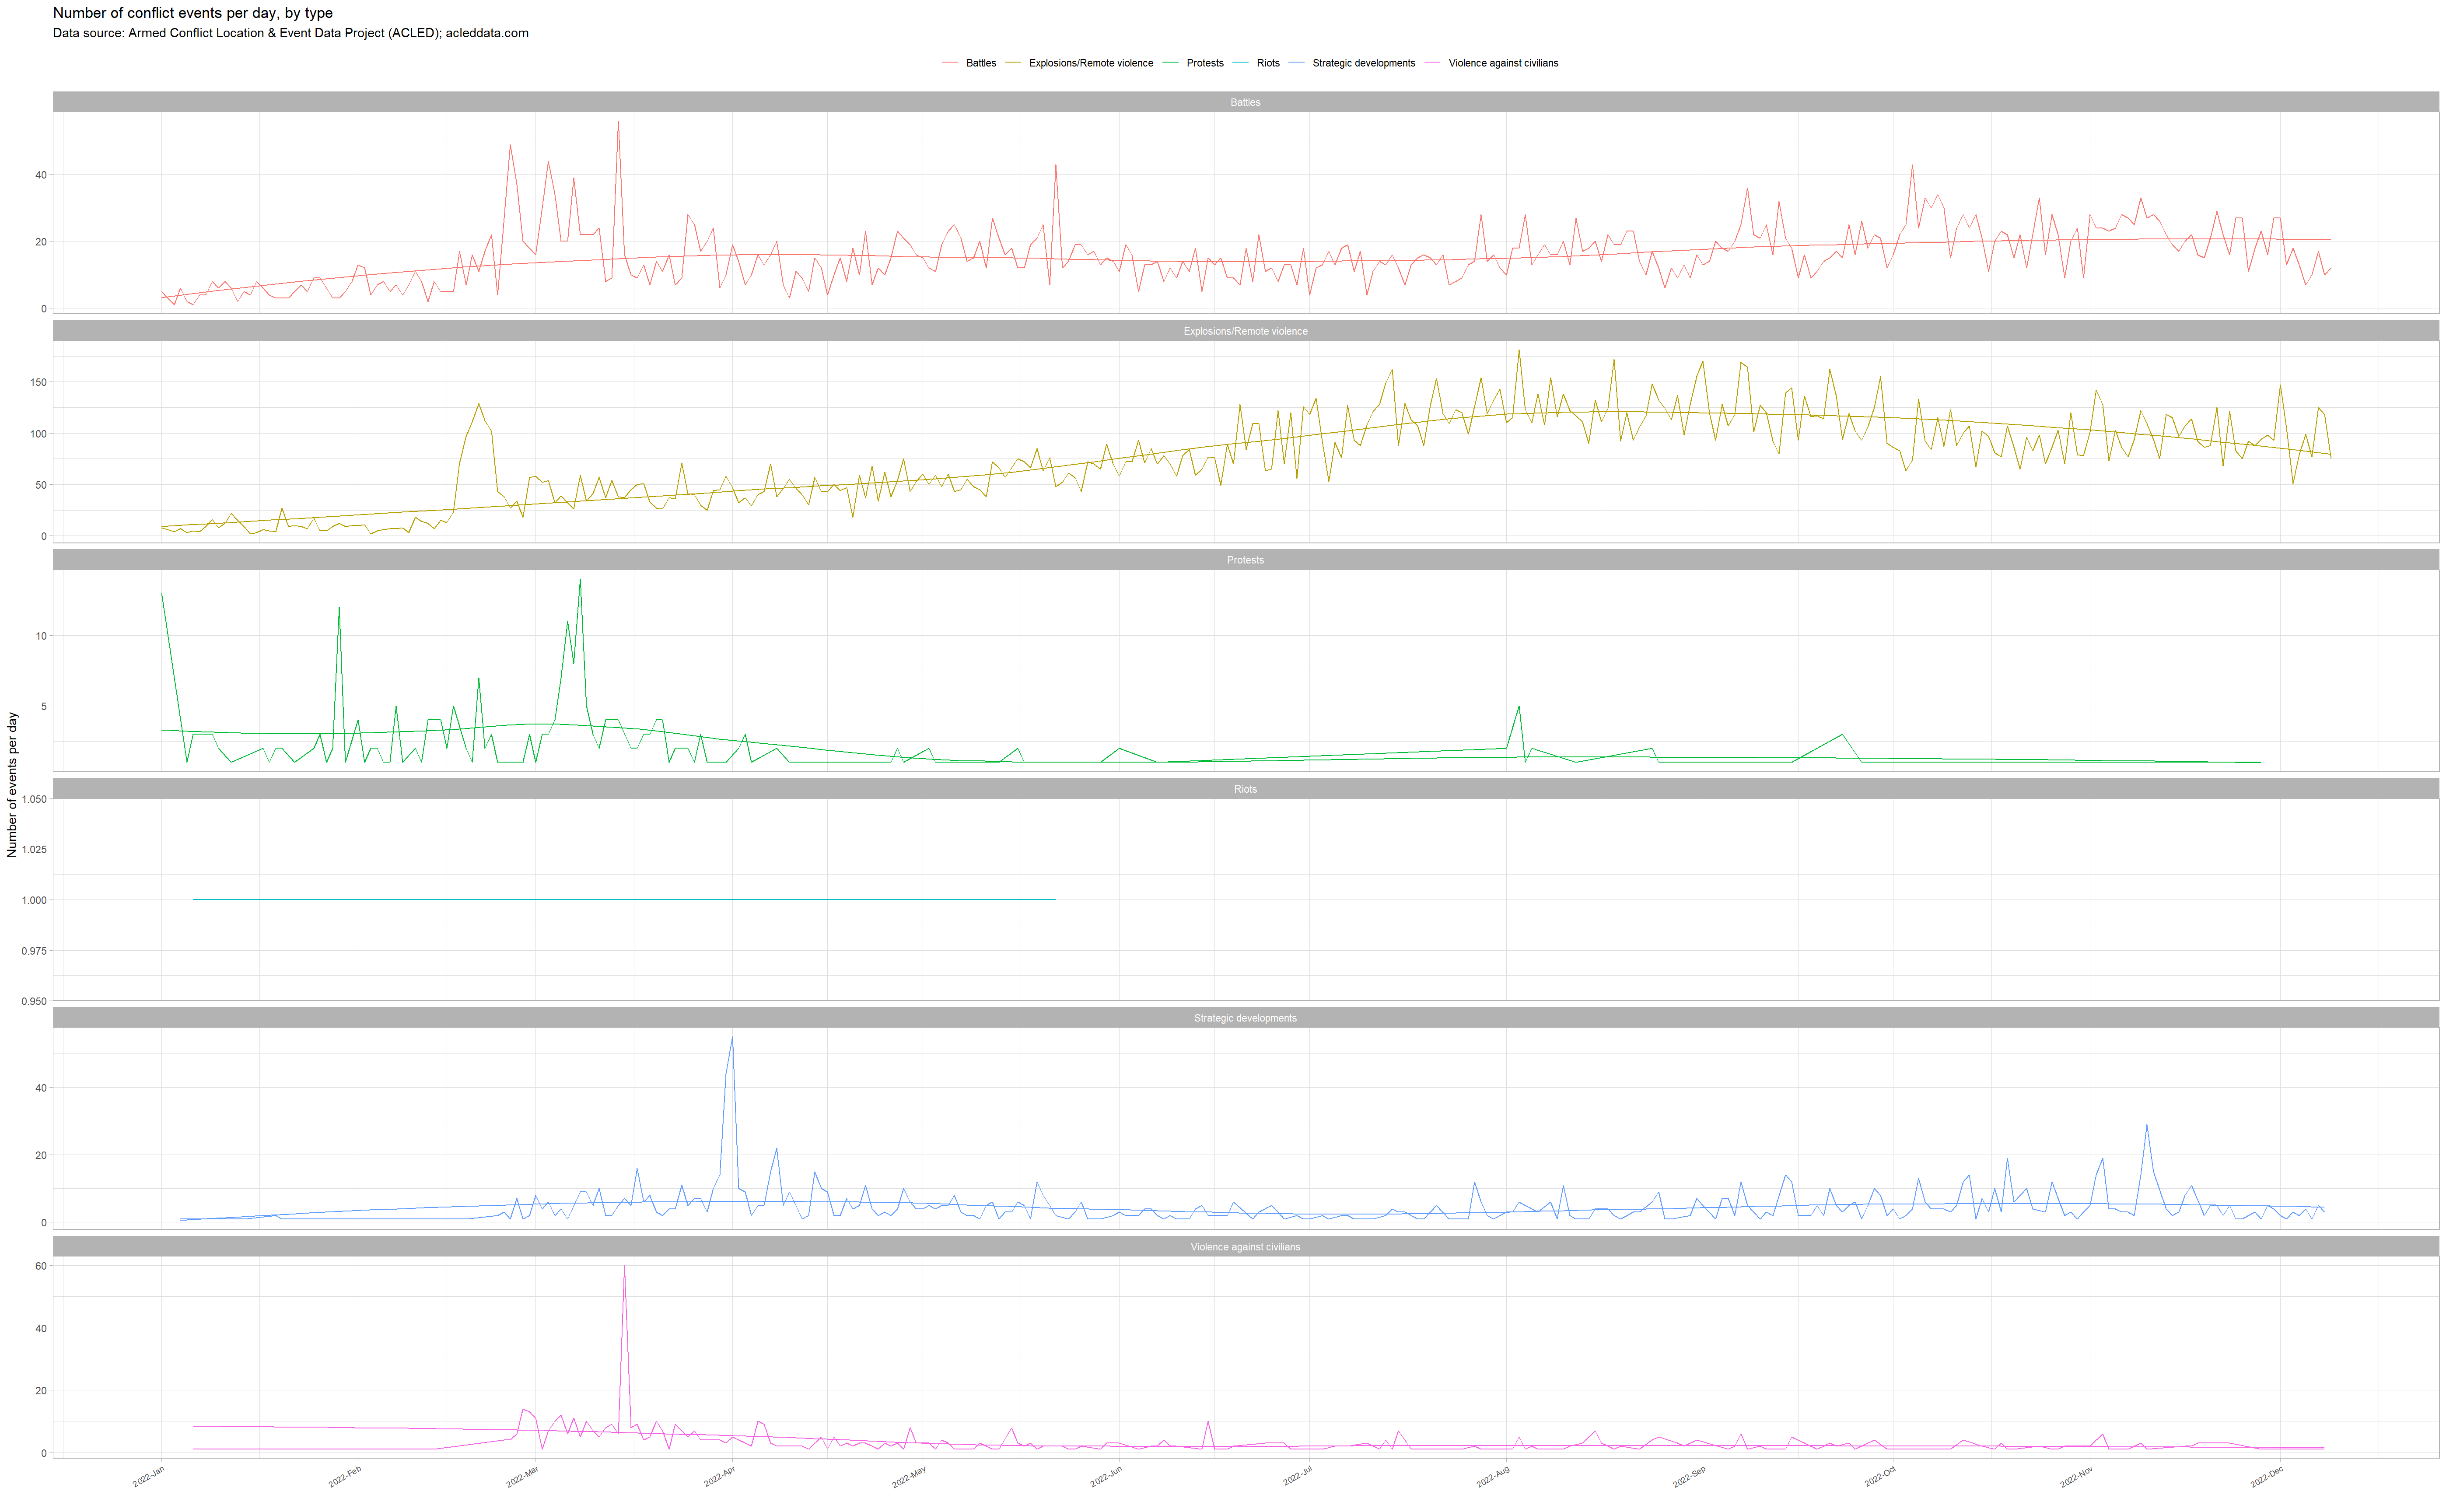 Number of conflict events per day, by type
Data source: Armed Conflict Location & Event Data Project (ACLED); acleddata.com
Battles Explosions/Remote violence Protests Riots Strategic developments Violence against civilians
Number of events per day
Battles
40
20
0
Explosions/Remote violence
150
100
50
0
Protests
10
5
Riots
1.050
1.025
1.000
0.975
0.950
Strategic developments
40
20
0
Violence against civilians
60
40
20
0
2022-Jan 2022-Feb 2022-Mar 2022-Apr 2022-May 2022-Jun 2022-Jul 2022-Aug 2022-Sep 2022-Oct 2022-Nov 2022-Dec